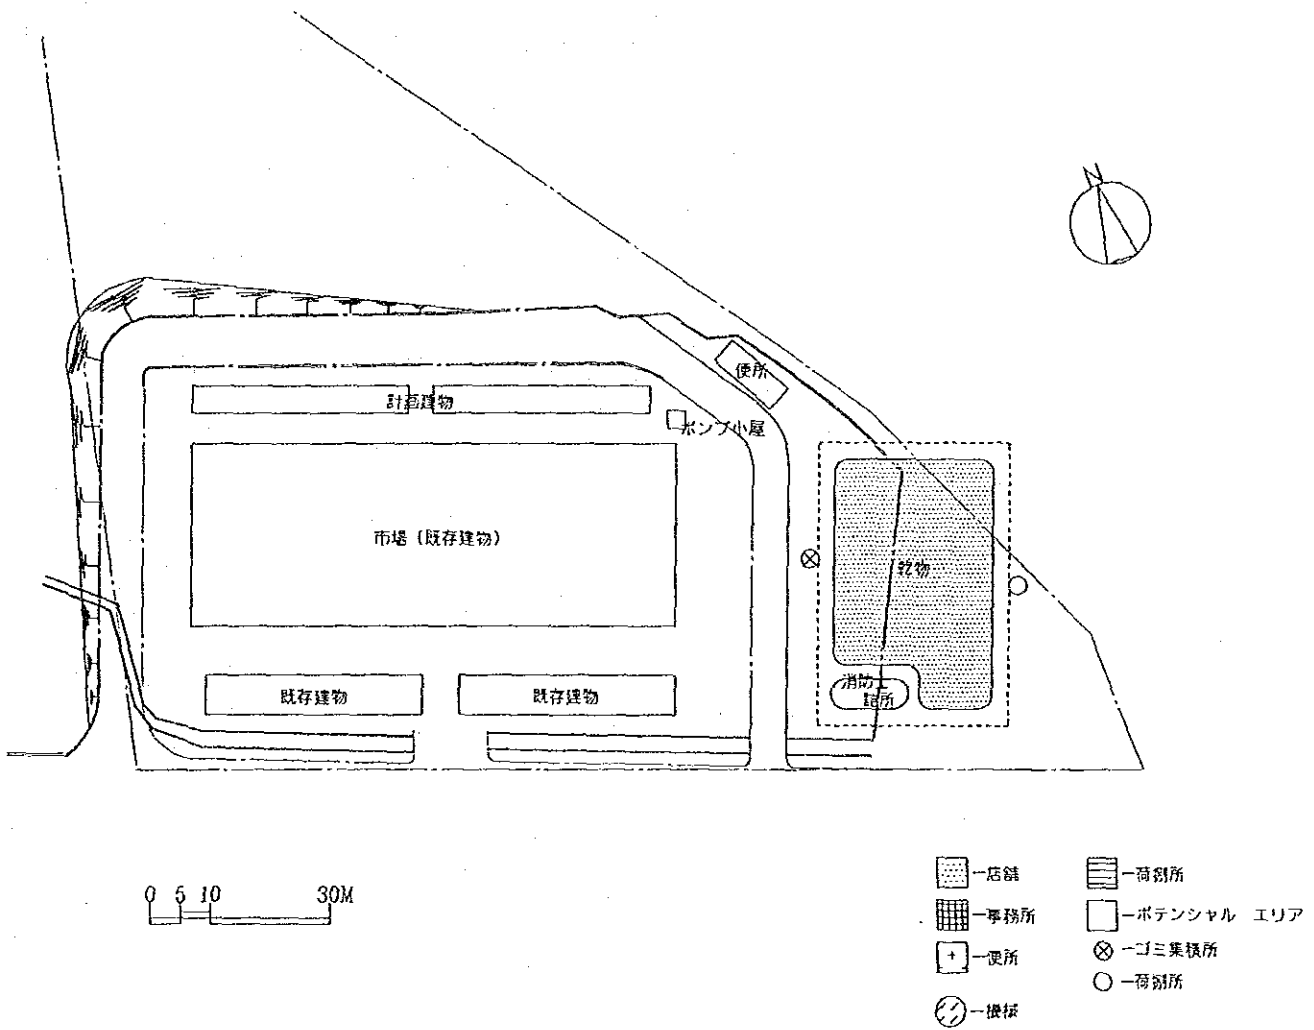 N
便所
計画建物
ポンプ小屋
市場（既存建物）
乾物
消防
詰所
既存建物
既存建物
0 5 10 30M
―店舗
―荷捌所
―事務所
―ポテンシャル エリア
―便所
―ゴミ集積所
―荷捌所
―機械